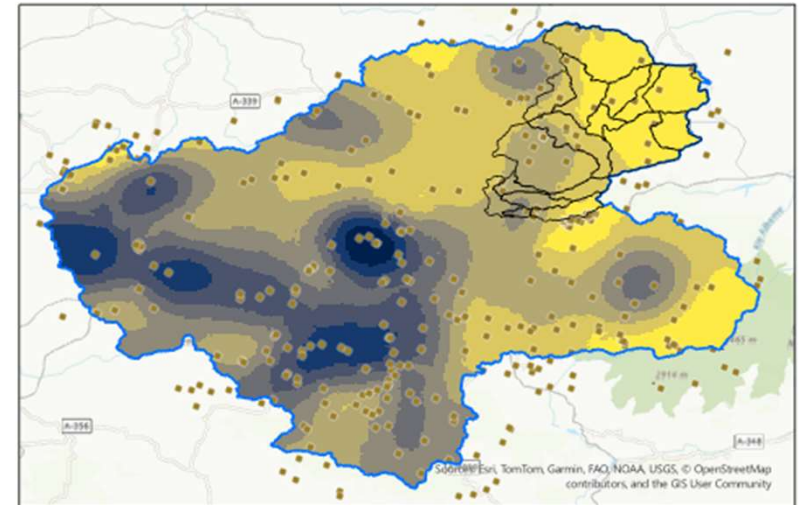 A-339
2914 m
A-356
A-348
Sources: Esri, TomTom, Garmin, FAO, NOAA, USGS, © OpenStreetMap
contributors, and the GIS User Community